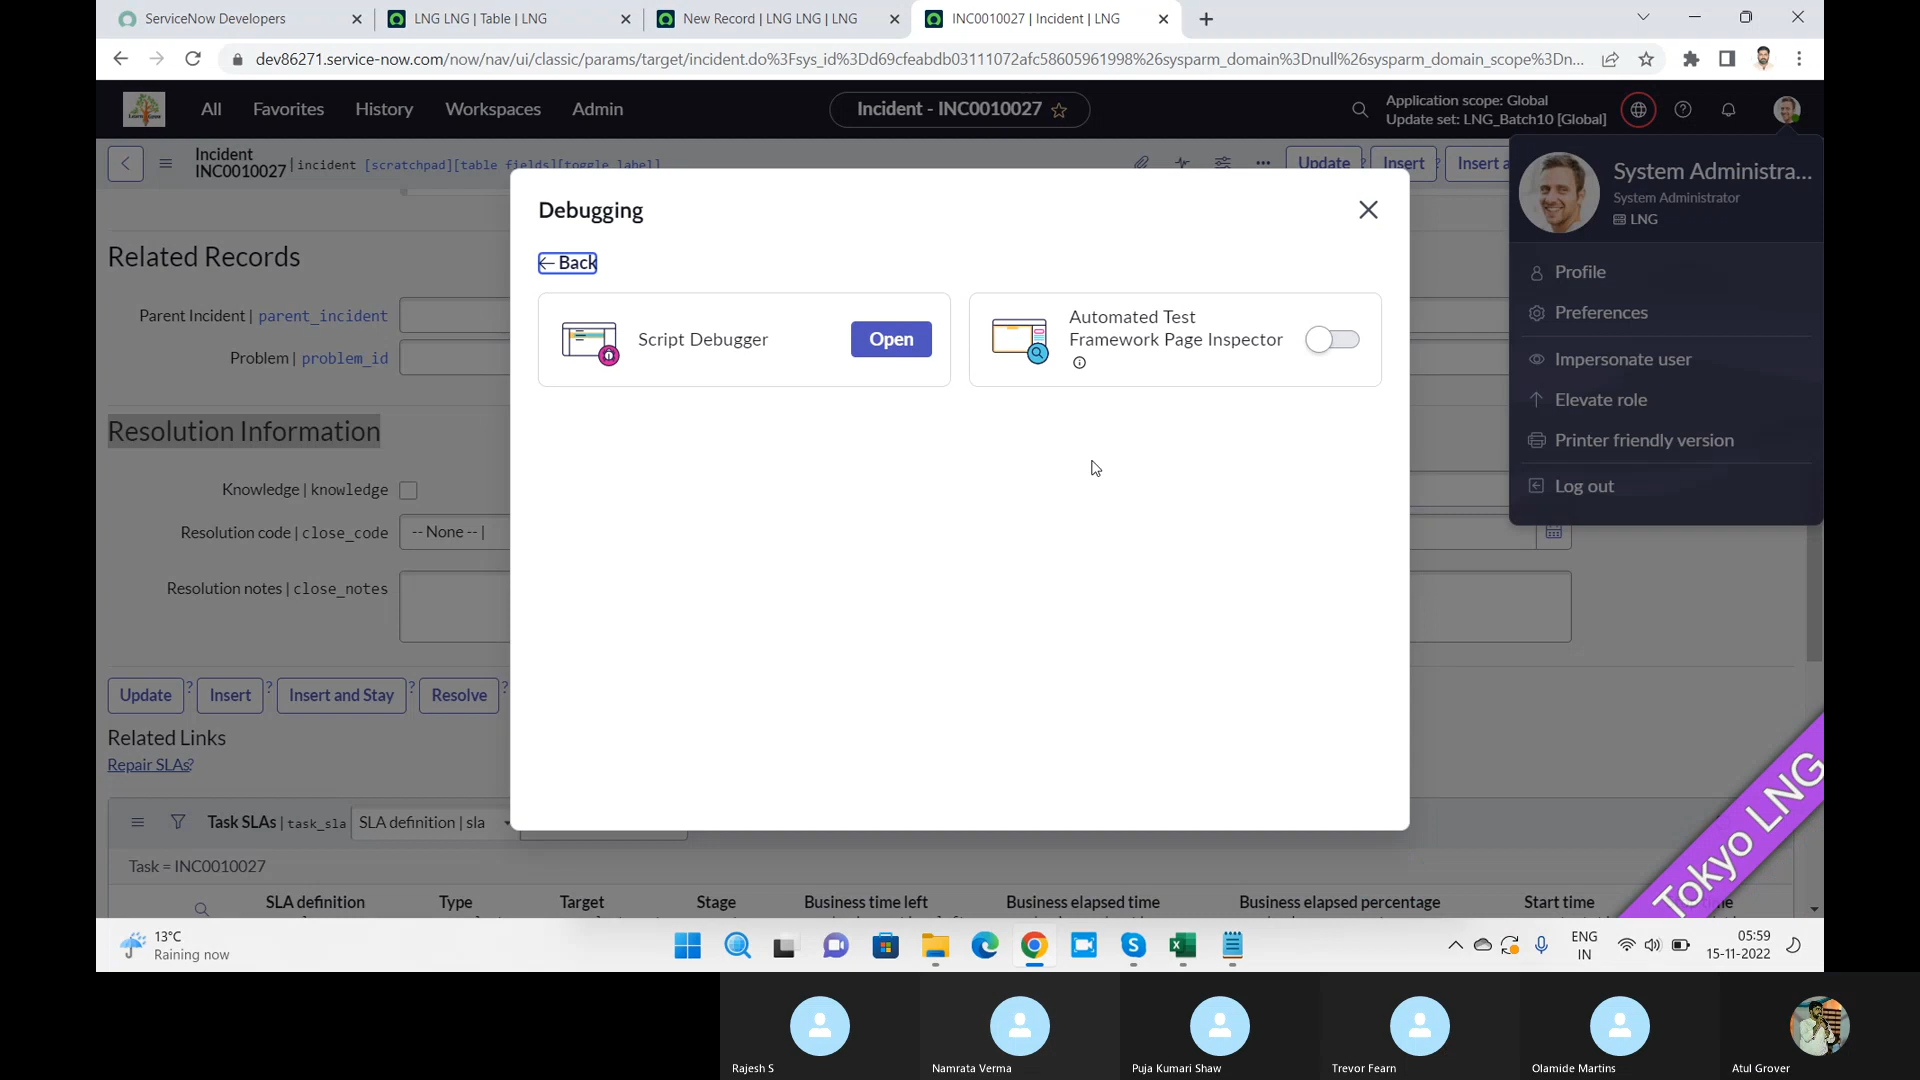 ServiceNow Developers
LNG LNG | Table | LNG
New Record | LNG LNG | LNG
INC0010027 | Incident | LNG
dev86271.service-now.com/now/nav/ui/classic/params/target/incident.do%3Fsys_id%3Dd69cfeabdb03111072afc58605961998%26sysparm_domain%3Dnull%26sysparm_domain_scope%3Dn...
All
Favorites
History
Workspaces
Admin
Incident - INC0010027
Application scope: Global
Update set: LNG_Batch10 [Global]
Incident
INC0010027 | incident [scratchpad][table fields][toggle label]
Update ?
Insert ?
Insert a
System Administra...
System Administrator
LNG
Profile
Preferences
Impersonate user
Elevate role
Printer friendly version
Log out
Debugging
← Back
Script Debugger
Open
Automated Test
Framework Page Inspector
Related Records
Parent Incident | parent_incident
Problem | problem_id
Resolution Information
Knowledge | knowledge
Resolution code | close_code
-- None -- |
Resolution notes | close_notes
Update ?
Insert ?
Insert and Stay ?
Resolve ?
Related Links
Repair SLAs?
Task SLAs | task_sla
SLA definition | sla
Task = INC0010027
SLA definition
Type
Target
Stage
Business time left
Business elapsed time
Business elapsed percentage
Start time
Tokyo LNG
13°C
Raining now
ENG
IN
05:59
15-11-2022
Rajesh S
Namrata Verma
Puja Kumari Shaw
Trevor Fearn
Olamide Martins
Atul Grover